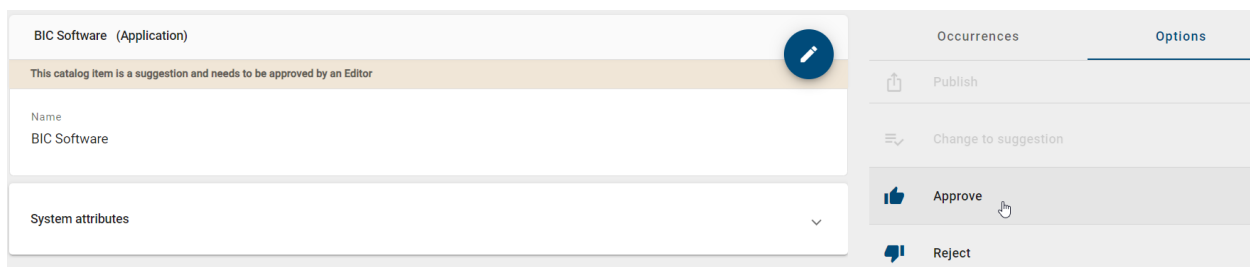 BIC Software (Application)
This catalog item is a suggestion and needs to be approved by an Editor
Name
BIC Software
System attributes
Occurrences
Options
Publish
Change to suggestion
Approve
Reject